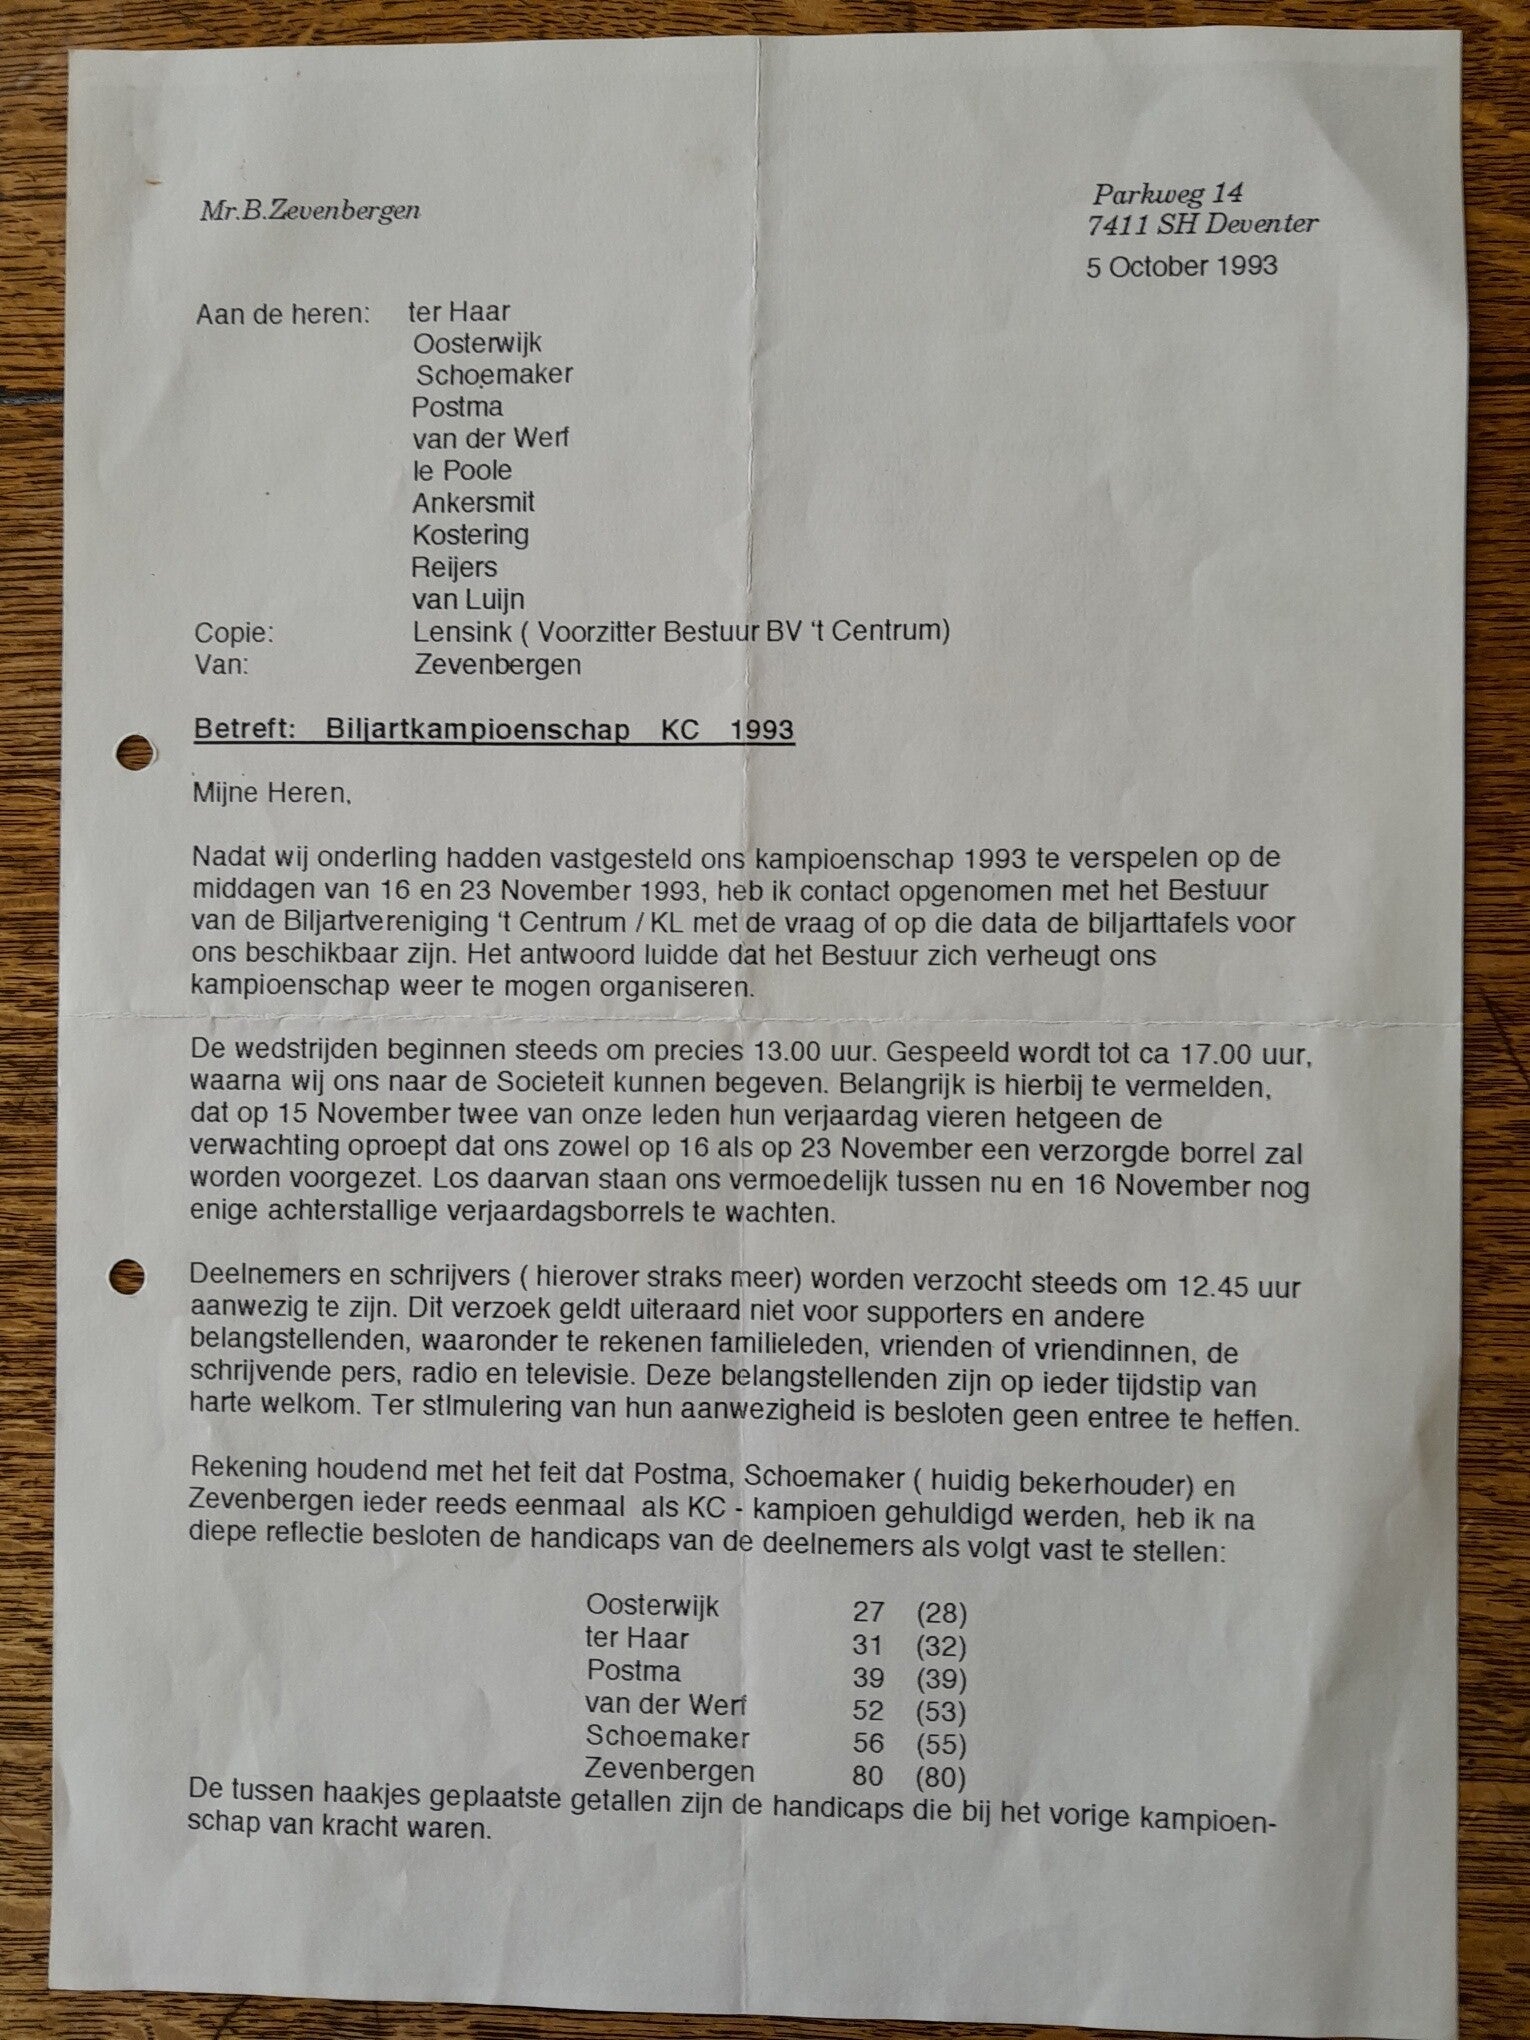 Mr.B.Zevenbergen
Parkweg 14
7411 SH Deventer
5 October 1993
Aan de heren: ter Haar
Oosterwijk
Schoemaker
Postma
van der Werf
le Poole
Ankersmit
Kostering
Reijers
van Luijn
Copie: Lensink ( Voorzitter Bestuur BV ‘t Centrum)
Van: Zevenbergen
Betreft: Biljartkampioenschap KC 1993
Mijne Heren,
Nadat wij onderling hadden vastgesteld ons kampioenschap 1993 te verspelen op de
middagen van 16 en 23 November 1993, heb ik contact opgenomen met het Bestuur
van de Biljartvereniging ‘t Centrum / KL met de vraag of op die data de biljarttafels voor
ons beschikbaar zijn. Het antwoord luidde dat het Bestuur zich verheugt ons
kampioenschap weer te mogen organiseren.
De wedstrijden beginnen steeds om precies 13.00 uur. Gespeeld wordt tot ca 17.00 uur,
waarna wij ons naar de Societeit kunnen begeven. Belangrijk is hierbij te vermelden,
dat op 15 November twee van onze leden hun verjaardag vieren hetgeen de
verwachting oproept dat ons zowel op 16 als op 23 November een verzorgde borrel zal
worden voorgezet. Los daarvan staan ons vermoedelijk tussen nu en 16 November nog
enige achterstallige verjaardagsborrels te wachten.
Deelnemers en schrijvers ( hierover straks meer) worden verzocht steeds om 12.45 uur
aanwezig te zijn. Dit verzoek geldt uiteraard niet voor supporters en andere
belangstellenden, waaronder te rekenen familieleden, vrienden of vriendinnen, de
schrijvende pers, radio en televisie. Deze belangstellenden zijn op ieder tijdstip van
harte welkom. Ter stlmulering van hun aanwezigheid is besloten geen entree te heffen.
Rekening houdend met het feit dat Postma, Schoemaker ( huidig bekerhouder) en
Zevenbergen ieder reeds eenmaal als KC - kampioen gehuldigd werden, heb ik na
diepe reflectie besloten de handicaps van de deelnemers als volgt vast te stellen:
Oosterwijk 27 (28)
ter Haar 31 (32)
Postma 39 (39)
van der Werf 52 (53)
Schoemaker 56 (55)
Zevenbergen 80 (80)
De tussen haakjes geplaatste getallen zijn de handicaps die bij het vorige kampioen-
schap van kracht waren.